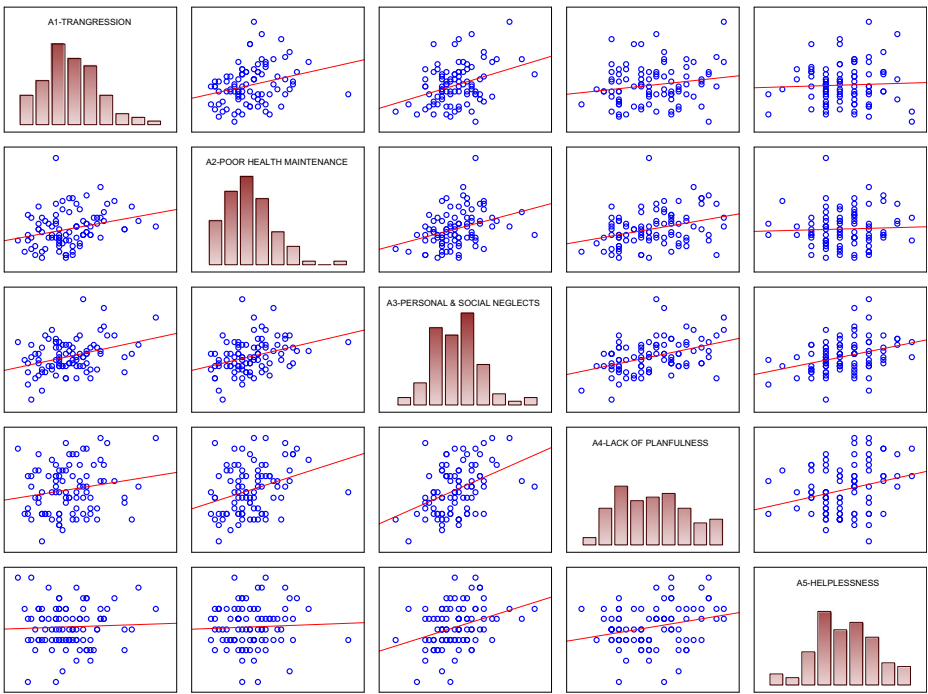 A1-TRANGRESSION
A2-POOR HEALTH MAINTENANCE
A3-PERSONAL & SOCIAL NEGLECTS
A4-LACK OF PLANFULNESS
A5-HELPLESSNESS